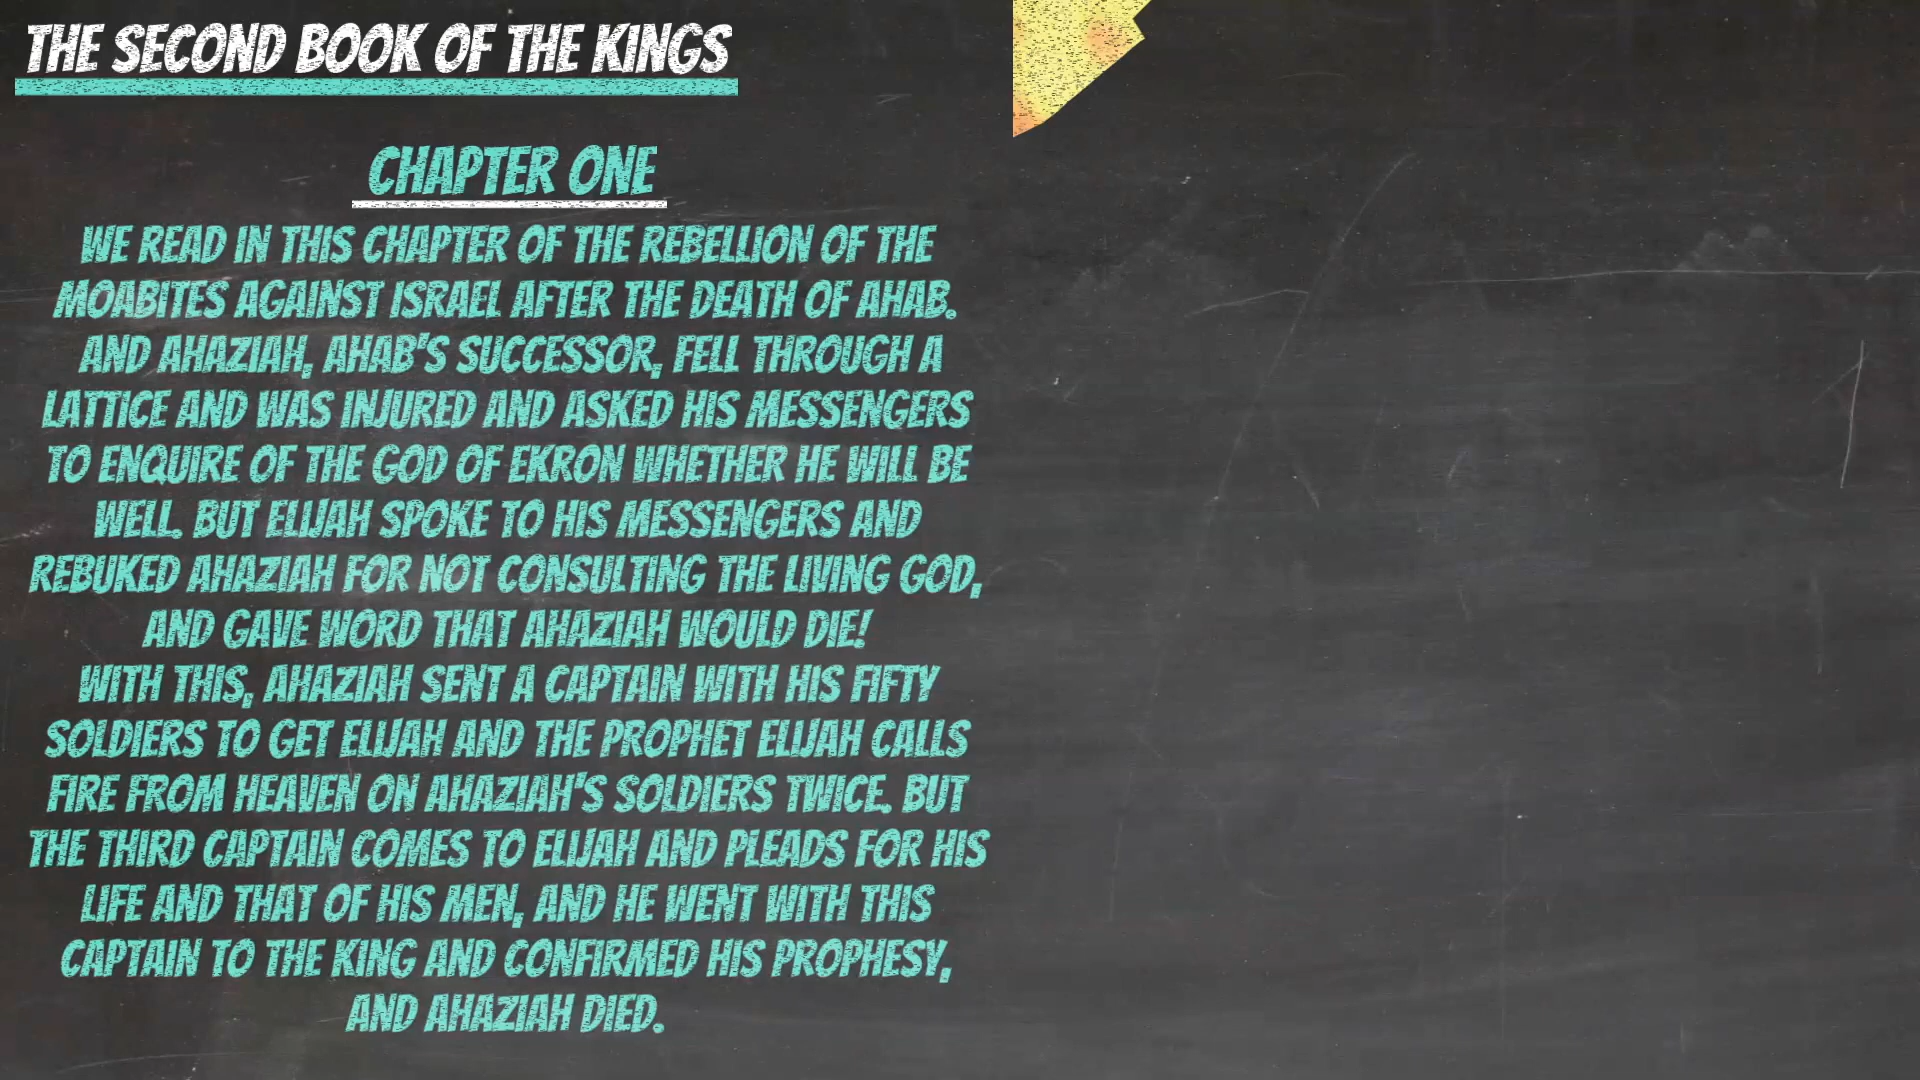 THE SECOND BOOK OF THE KINGS
CHAPTER ONE
WE READ IN THIS CHAPTER OF THE REBELLION OF THE
MOABITES AGAINST ISRAEL AFTER THE DEATH OF AHAB.
AND AHAZIAH, AHAB'S SUCCESSOR, FELL THROUGH A
LATTICE AND WAS INJURED AND ASKED HIS MESSENGERS
TO ENQUIRE OF THE GOD OF EKRON WHETHER HE WILL BE
WELL. BUT ELIJAH SPOKE TO HIS MESSENGERS AND
REBUKED AHAZIAH FOR NOT CONSULTING THE LIVING GOD,
AND GAVE WORD THAT AHAZIAH WOULD DIE!
WITH THIS, AHAZIAH SENT A CAPTAIN WITH HIS FIFTY
SOLDIERS TO GET ELIJAH AND THE PROPHET ELIJAH CALLS
FIRE FROM HEAVEN ON AHAZIAH'S SOLDIERS TWICE. BUT
THE THIRD CAPTAIN COMES TO ELIJAH AND PLEADS FOR HIS
LIFE AND THAT OF HIS MEN, AND HE WENT WITH THIS
CAPTAIN TO THE KING AND CONFIRMED HIS PROPHESY,
AND AHAZIAH DIED.